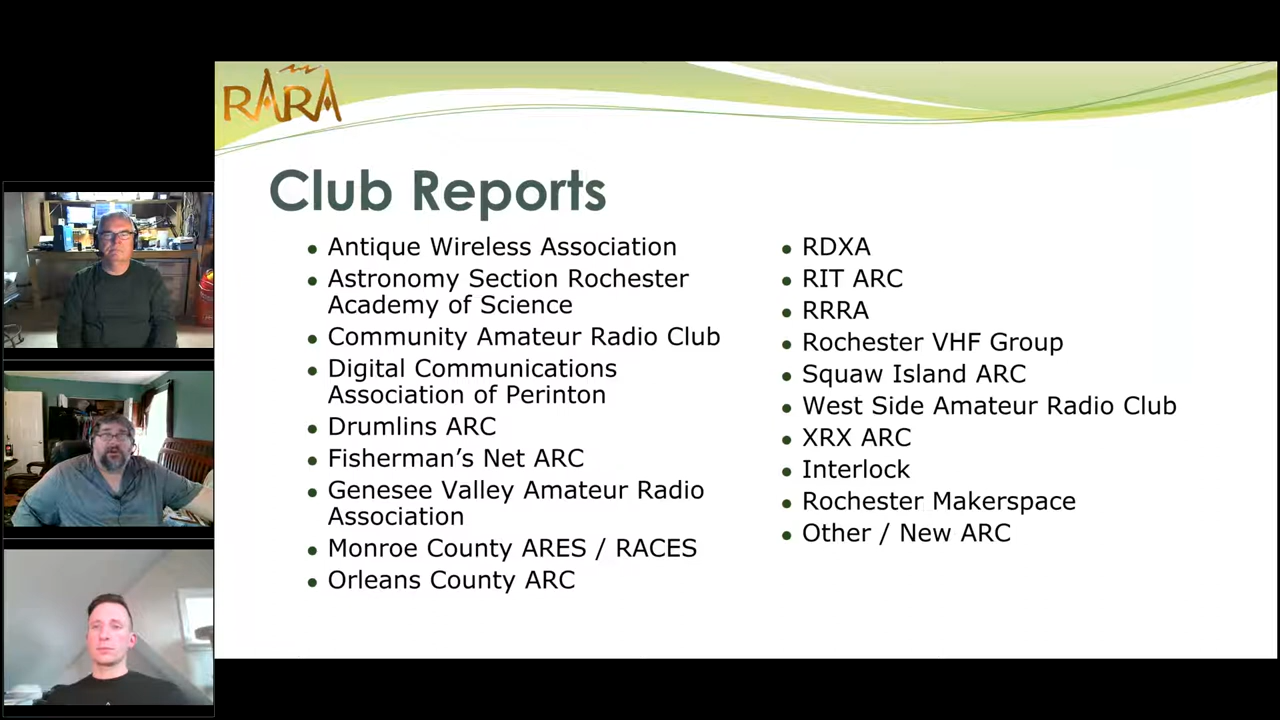 RARA
Club Reports
Antique Wireless Association
Astronomy Section Rochester
Academy of Science
Community Amateur Radio Club
Digital Communications
Association of Perinton
Drumlins ARC
Fisherman’s Net ARC
Genesee Valley Amateur Radio
Association
Monroe County ARES / RACES
Orleans County ARC
RDXA
RIT ARC
RRRA
Rochester VHF Group
Squaw Island ARC
West Side Amateur Radio Club
XRX ARC
Interlock
Rochester Makerspace
Other / New ARC